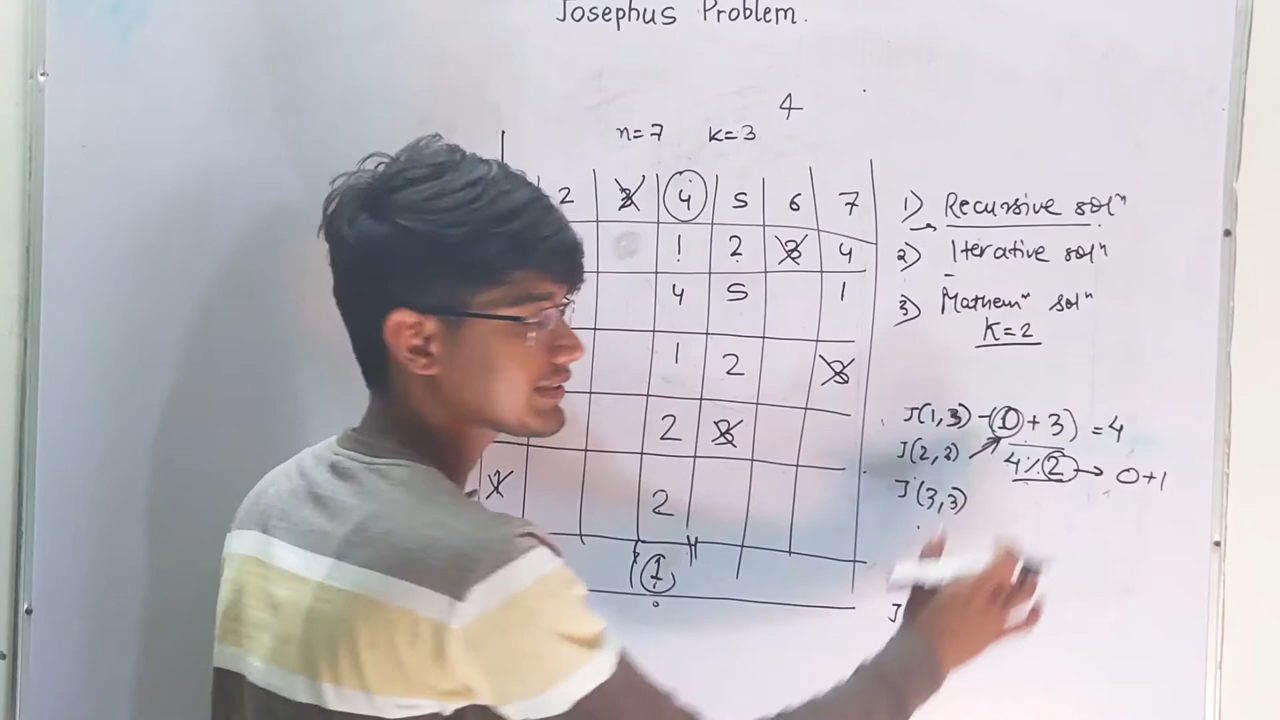 Josephus Problem.
4
n=7 k=3
2 3 4 5 6 7
1 2 3 4
4 5 1
1 2 3
2 3
2
1
1) Recursive solⁿ
2) Iterative solⁿ
3) Mathemⁿ solⁿ
K=2
J(1,3) - (1+3) = 4
J(2,3) 4%2 → 0+1
J(3,3)
J